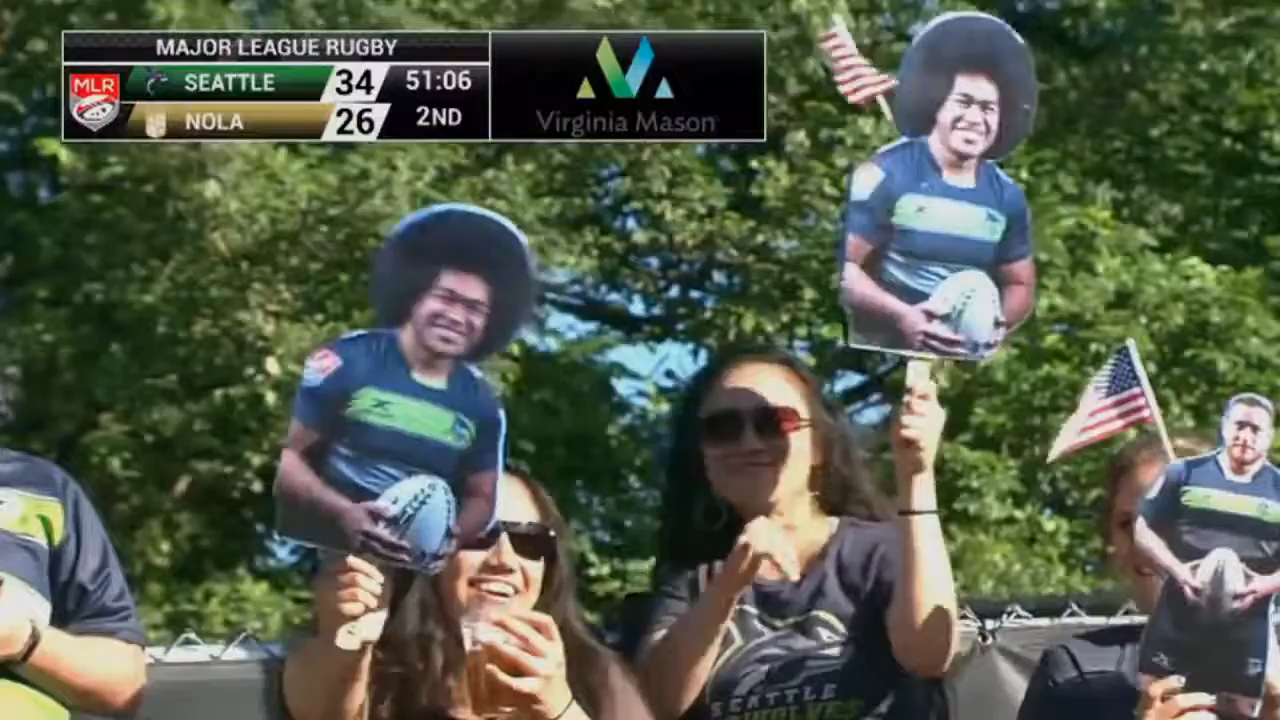 MAJOR LEAGUE RUGBY
MLR SEATTLE 34 51:06
NOLA 26 2ND
Virginia Mason
SEATTLE